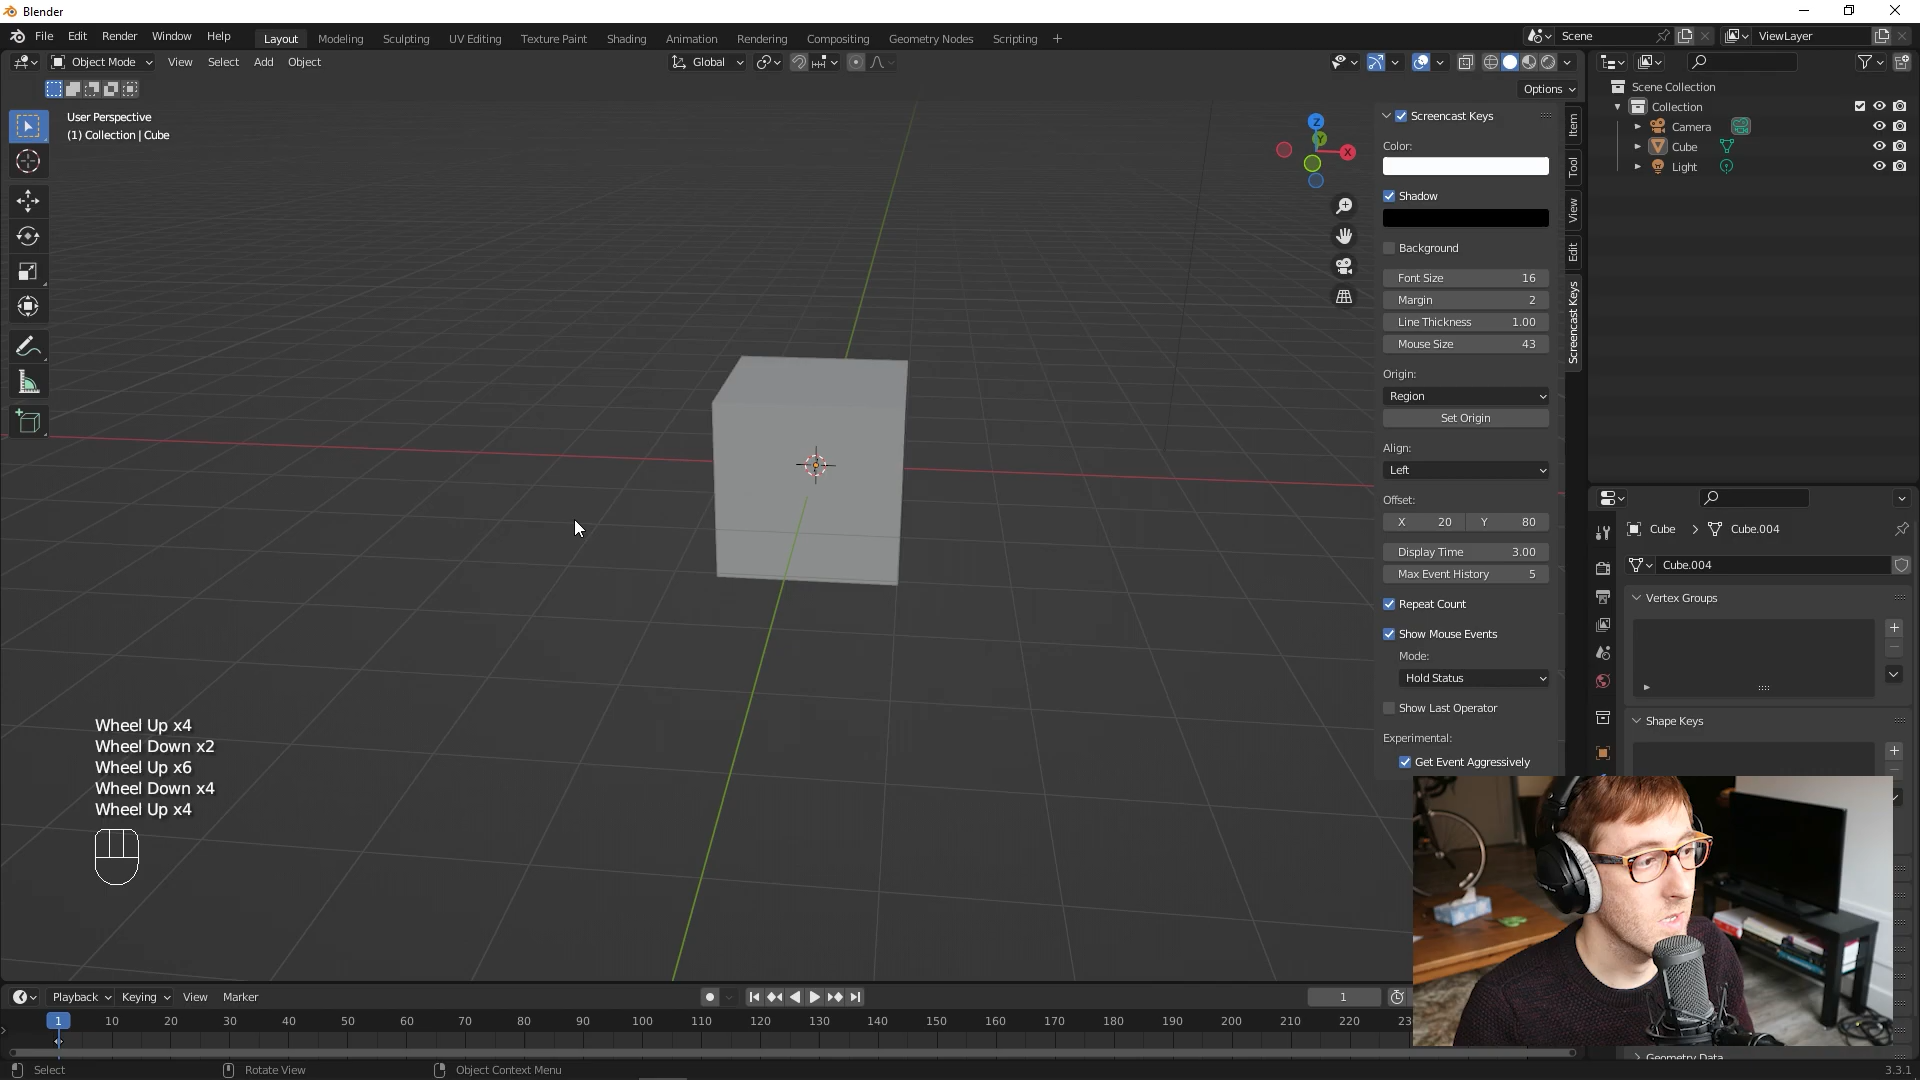 Blender
File Edit Render Window Help
Layout Modeling Sculpting UV Editing Texture Paint Shading Animation Rendering Compositing Geometry Nodes Scripting +
Scene
ViewLayer
Object Mode View Select Add Object
Global
Options
User Perspective
(1) Collection | Cube
Z
Y
X
Screencast Keys
Color:
Shadow
Background
Font Size 16
Margin 2
Line Thickness 1.00
Mouse Size 43
Origin:
Region
Set Origin
Align:
Left
Offset:
X 20 Y 80
Display Time 3.00
Max Event History 5
Repeat Count
Show Mouse Events
Mode:
Hold Status
Show Last Operator
Experimental:
Get Event Aggressively
Item
Tool
View
Edit
Screencast Keys
Scene Collection
Collection
Camera
Cube
Light
Cube > Cube.004
Cube.004
Vertex Groups
Shape Keys
Geometry Data
Wheel Up x4
Wheel Down x2
Wheel Up x6
Wheel Down x4
Wheel Up x4
Playback Keying View Marker
1
1 10 20 30 40 50 60 70 80 90 100 110 120 130 140 150 160 170 180 190 200 210 220 23
Select Rotate View Object Context Menu
3.3.1